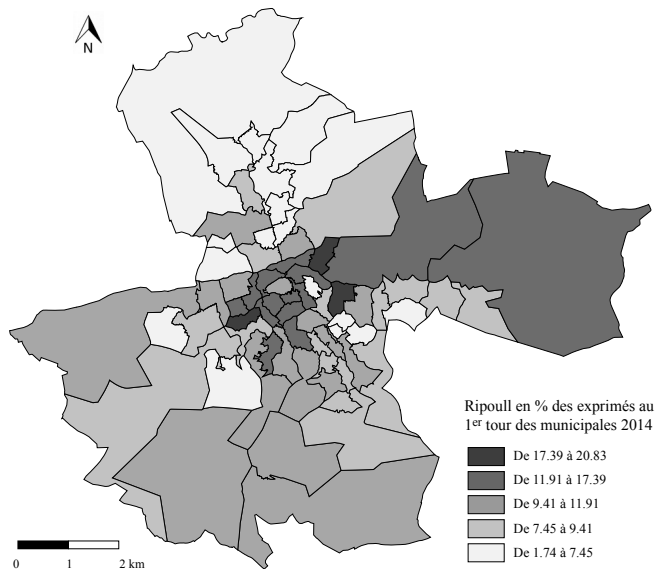 N
Ripoull en % des exprimés au
1er tour des municipales 2014
De 17.39 à 20.83
De 11.91 à 17.39
De 9.41 à 11.91
De 7.45 à 9.41
De 1.74 à 7.45
0 1 2 km